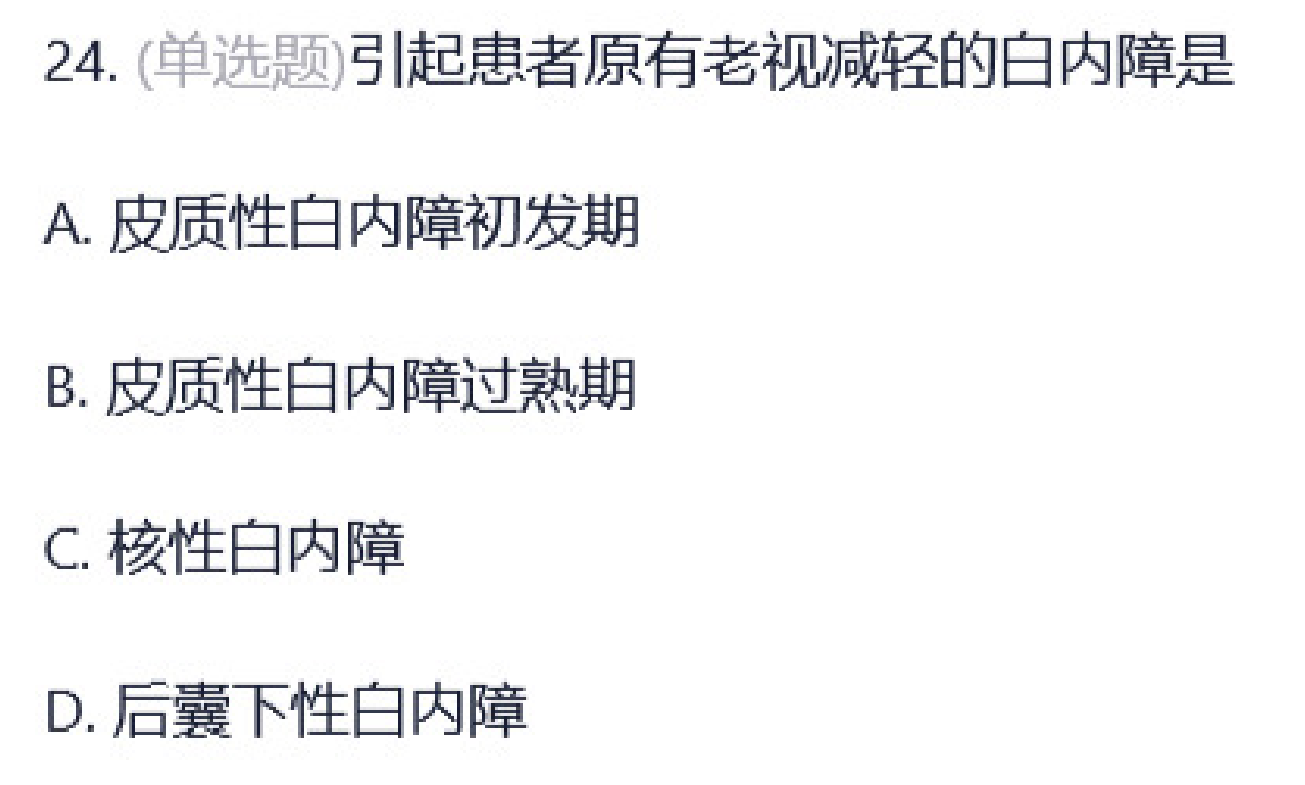 24. (单选题)引起患者原有老视减轻的白内障是
A. 皮质性白内障初发期
B. 皮质性白内障过熟期
C. 核性白内障
D. 后囊下性白内障